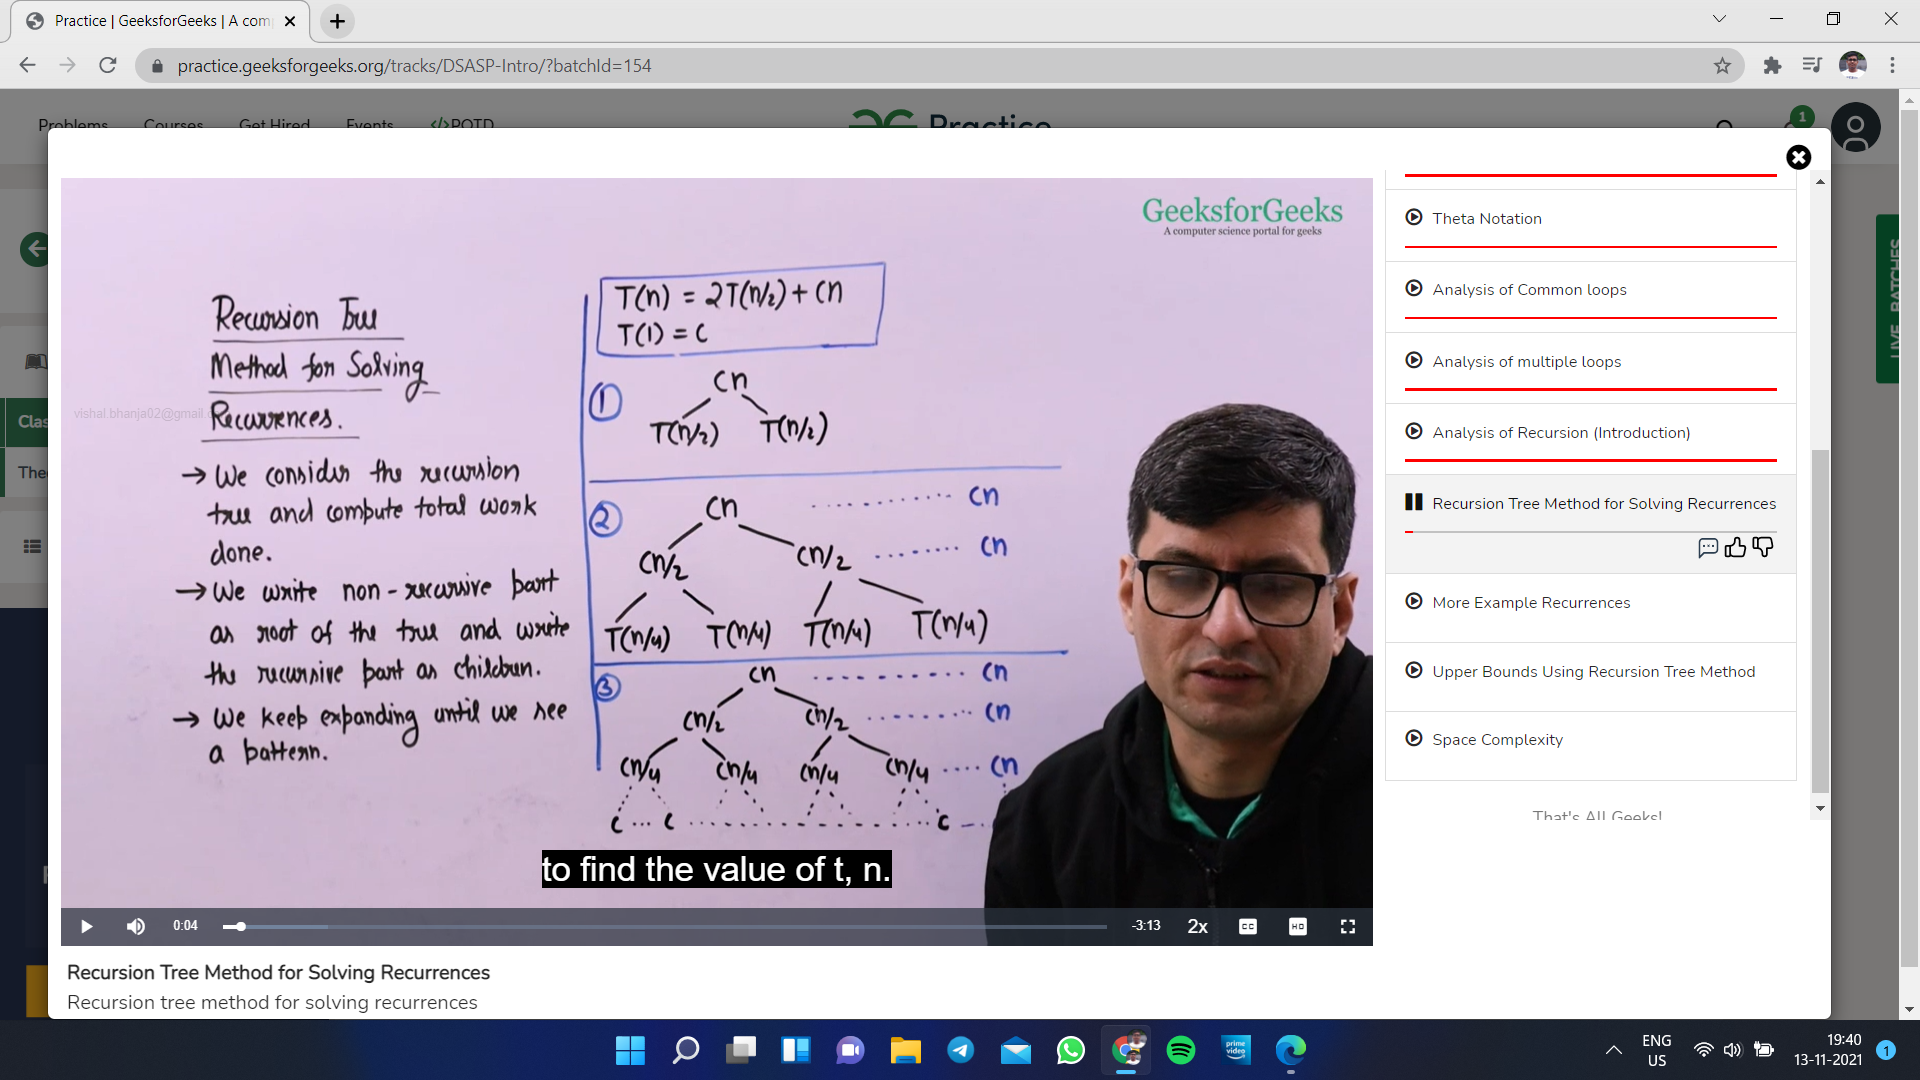 Practice | GeeksforGeeks | A com
practice.geeksforgeeks.org/tracks/DSASP-Intro/?batchId=154
Problems Courses Get Hired Events </>POTD Practice
1
LIVE BATCHES
GeeksforGeeks
A computer science portal for geeks
Recursion Tree
Method for Solving
Recurrences.
vishal.bhanja02@gmail.
→ We consider the recursion
tree and compute total work
done.
→ We write non-recursive part
as root of the tree and write
the recursive part as children.
→ We keep expanding until we see
a pattern.
T(n) = 2T(n/2) + cn
T(1) = C
1
cn
T(n/2) T(n/2)
2
cn ........... cn
cn/2 cn/2 ........ cn
T(n/4) T(n/4) T(n/4) T(n/4)
3
cn .......... cn
cn/2 cn/2 ........ cn
cn/4 cn/4 cn/4 cn/4 .... cn
c ... c .................. c
to find the value of t, n.
0:04
-3:13
2x
CC
HD
Recursion Tree Method for Solving Recurrences
Recursion tree method for solving recurrences
Theta Notation
Analysis of Common loops
Analysis of multiple loops
Analysis of Recursion (Introduction)
Recursion Tree Method for Solving Recurrences
More Example Recurrences
Upper Bounds Using Recursion Tree Method
Space Complexity
That's All Geeks!
Clas
Theo
prime video
ENG
US
19:40
13-11-2021
1